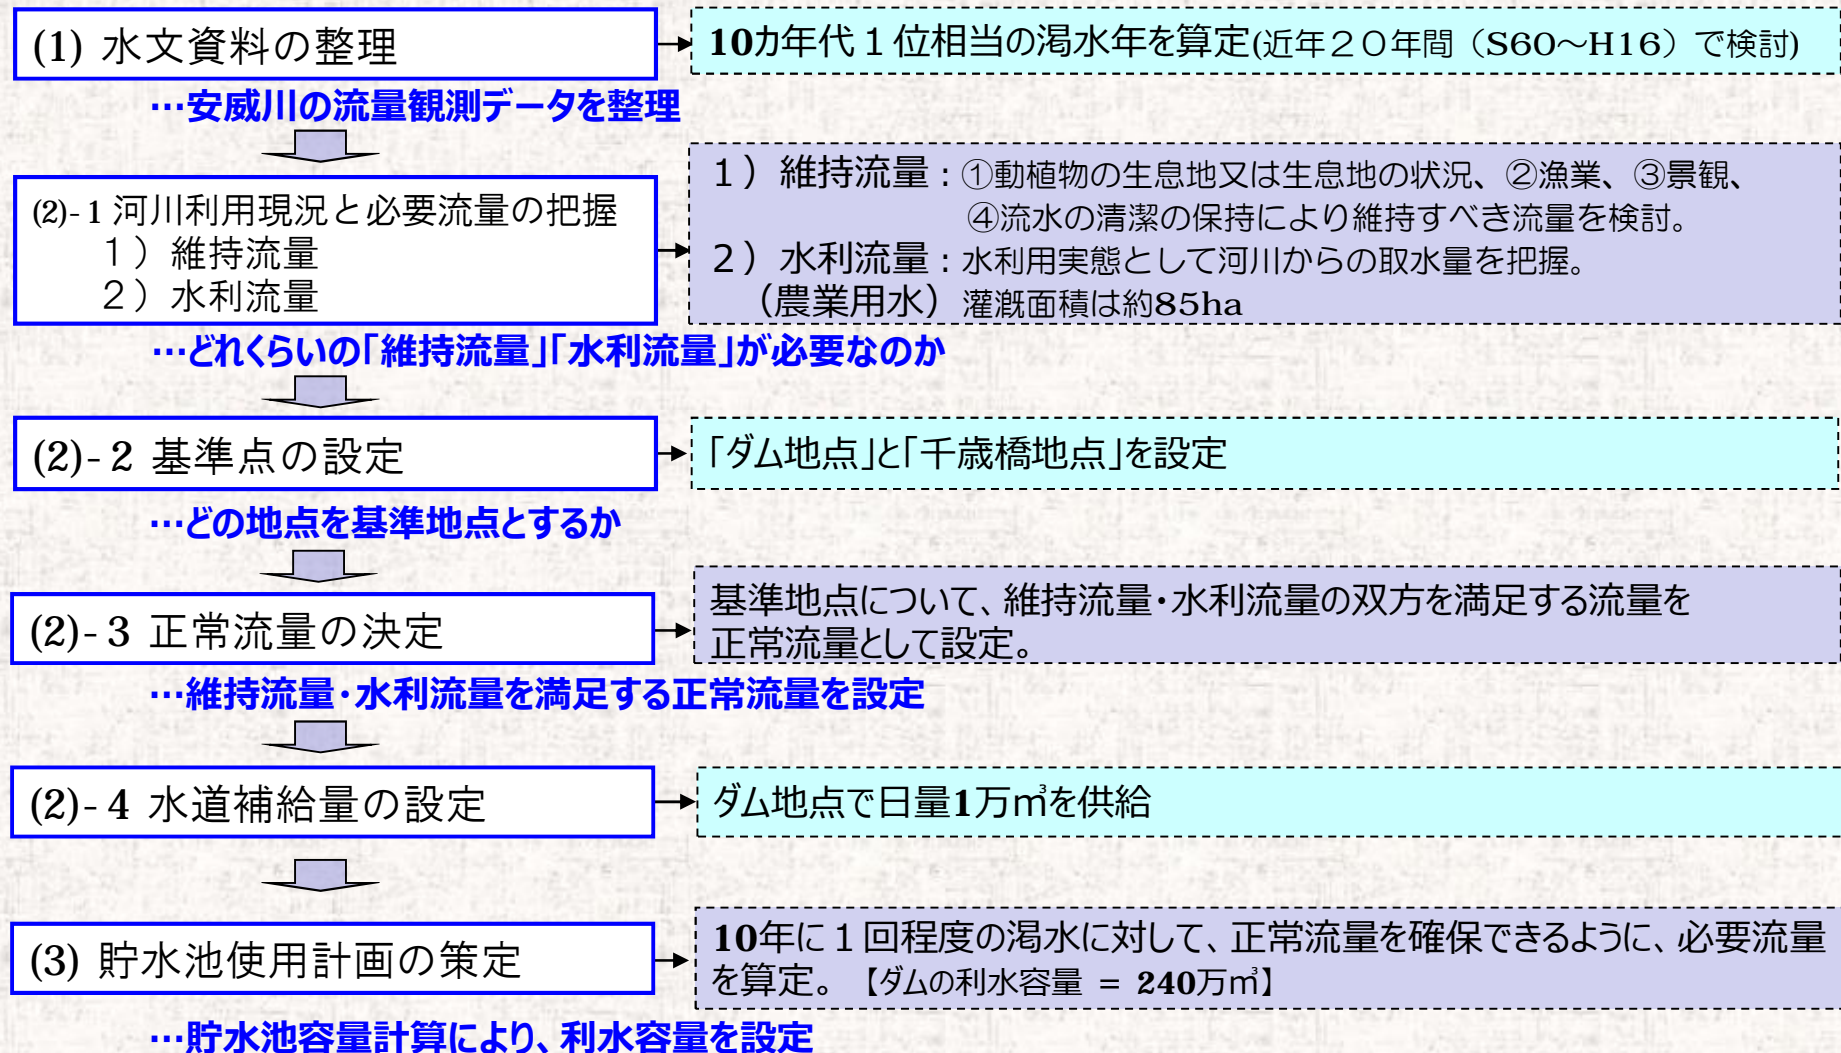 (1) 水文資料の整理
10カ年代１位相当の渇水年を算定(近年２０年間（S60～H16）で検討)
…安威川の流量観測データを整理
(2)-1 河川利用現況と必要流量の把握
１）維持流量
２）水利流量
１）維持流量：①動植物の生息地又は生息地の状況、②漁業、③景観、
④流水の清潔の保持により維持すべき流量を検討。
２）水利流量：水利用実態として河川からの取水量を把握。
（農業用水）灌漑面積は約85ha
…どれくらいの「維持流量」「水利流量」が必要なのか
(2)-2 基準点の設定
「ダム地点」と「千歳橋地点」を設定
…どの地点を基準地点とするか
(2)-3 正常流量の決定
基準地点について、維持流量・水利流量の双方を満足する流量を
正常流量として設定。
…維持流量・水利流量を満足する正常流量を設定
(2)-4 水道補給量の設定
ダム地点で日量1万㎥を供給
(3) 貯水池使用計画の策定
10年に１回程度の渇水に対して、正常流量を確保できるように、必要流量
を算定。【ダムの利水容量 = 240万㎥】
…貯水池容量計算により、利水容量を設定